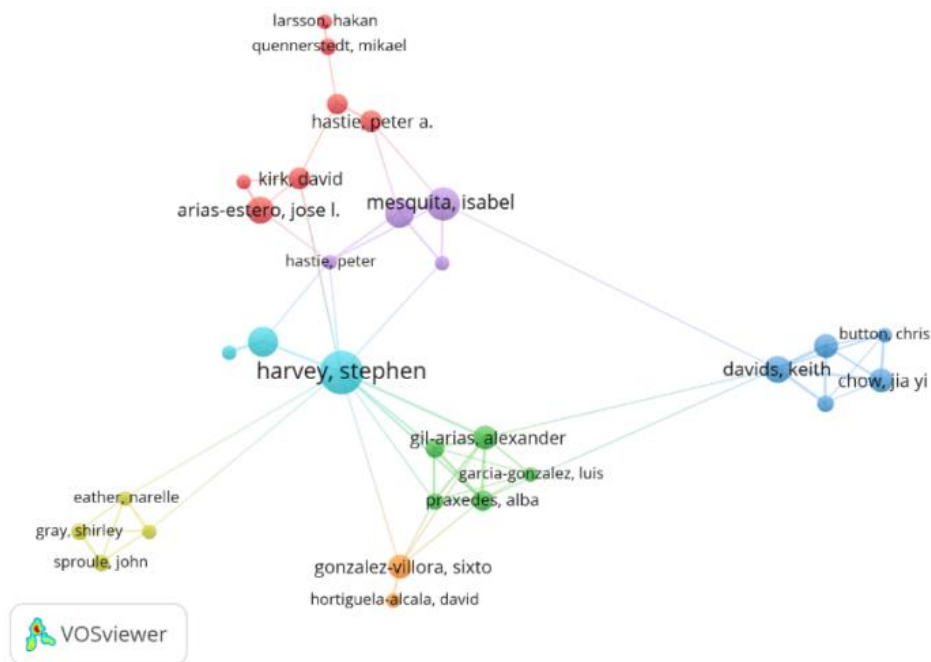 larsson, hakan
quennerstedt, mikael
hastie, peter a.
kirk, david
mesquita, isabel
arias-estero, jose l.
hastie, peter
button, chris
harvey, stephen
davids, keith
chow, jia yi
gil-arias, alexander
garcia-gonzalez, luis
eather, narelle
praxedes, alba
gray, shirley
sproule, john
gonzalez-villora, sixto
hortiguela-alcala, david
VOSviewer